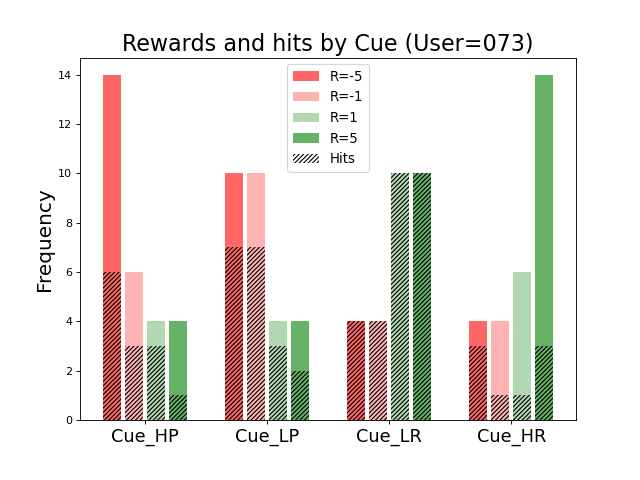 Rewards and hits by Cue (User=073)
R=-5
R=-1
R=1
R=5
Hits
Frequency
14
12
10
8
6
4
2
0
Cue_HP
Cue_LP
Cue_LR
Cue_HR